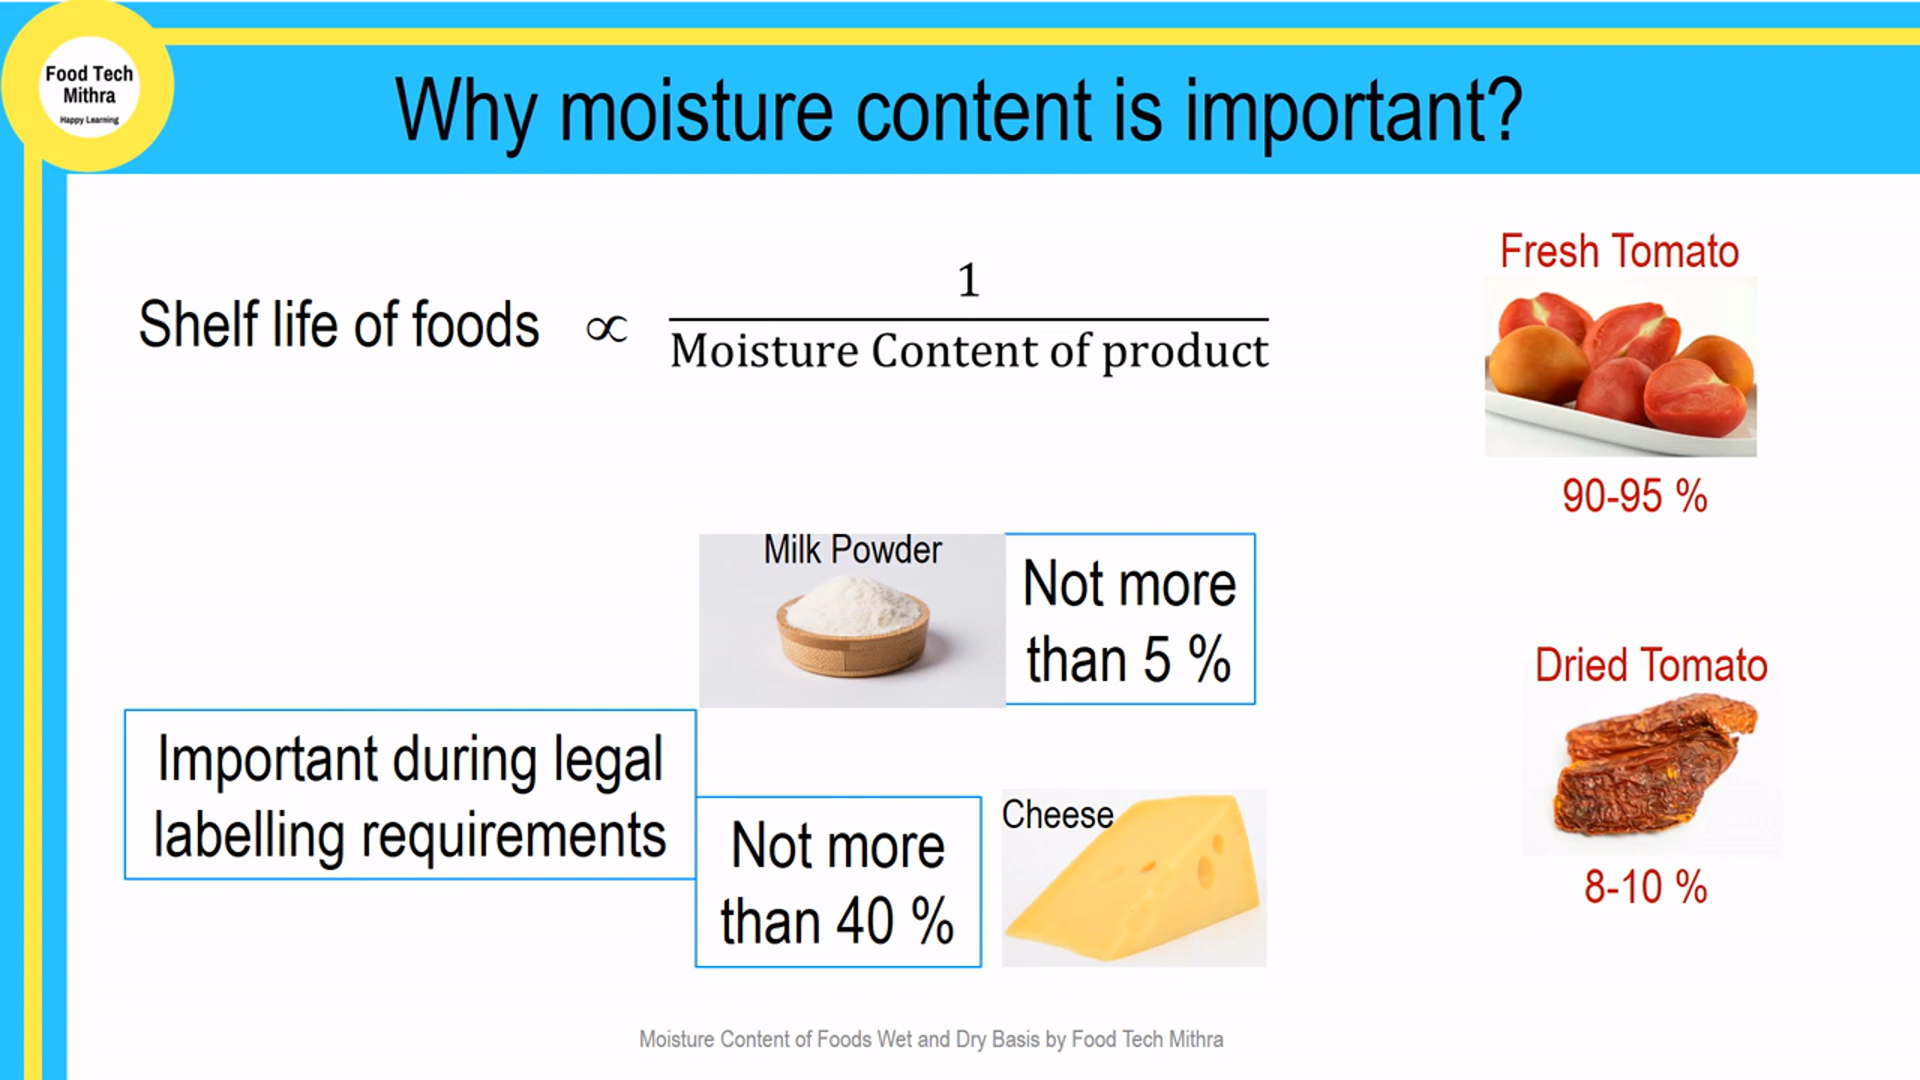 Food Tech
Mithra
Happy Learning
Why moisture content is important?
Shelf life of foods ∝ 1
Moisture Content of product
Fresh Tomato
90-95 %
Milk Powder
Not more
than 5 %
Important during legal
labelling requirements
Not more
than 40 %
Cheese
Dried Tomato
8-10 %
Moisture Content of Foods Wet and Dry Basis by Food Tech Mithra